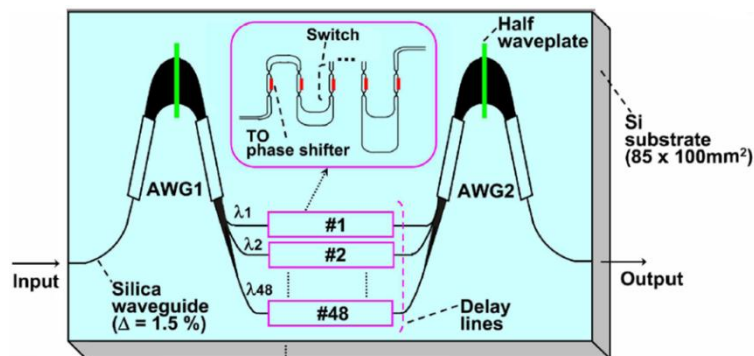 Switch
TO
phase shifter
Half
waveplate
Si
substrate
(85 x 100mm²)
AWG1
AWG2
λ1
#1
λ2
#2
λ48
#48
Input
Output
Silica
waveguide
(Δ = 1.5 %)
Delay
lines